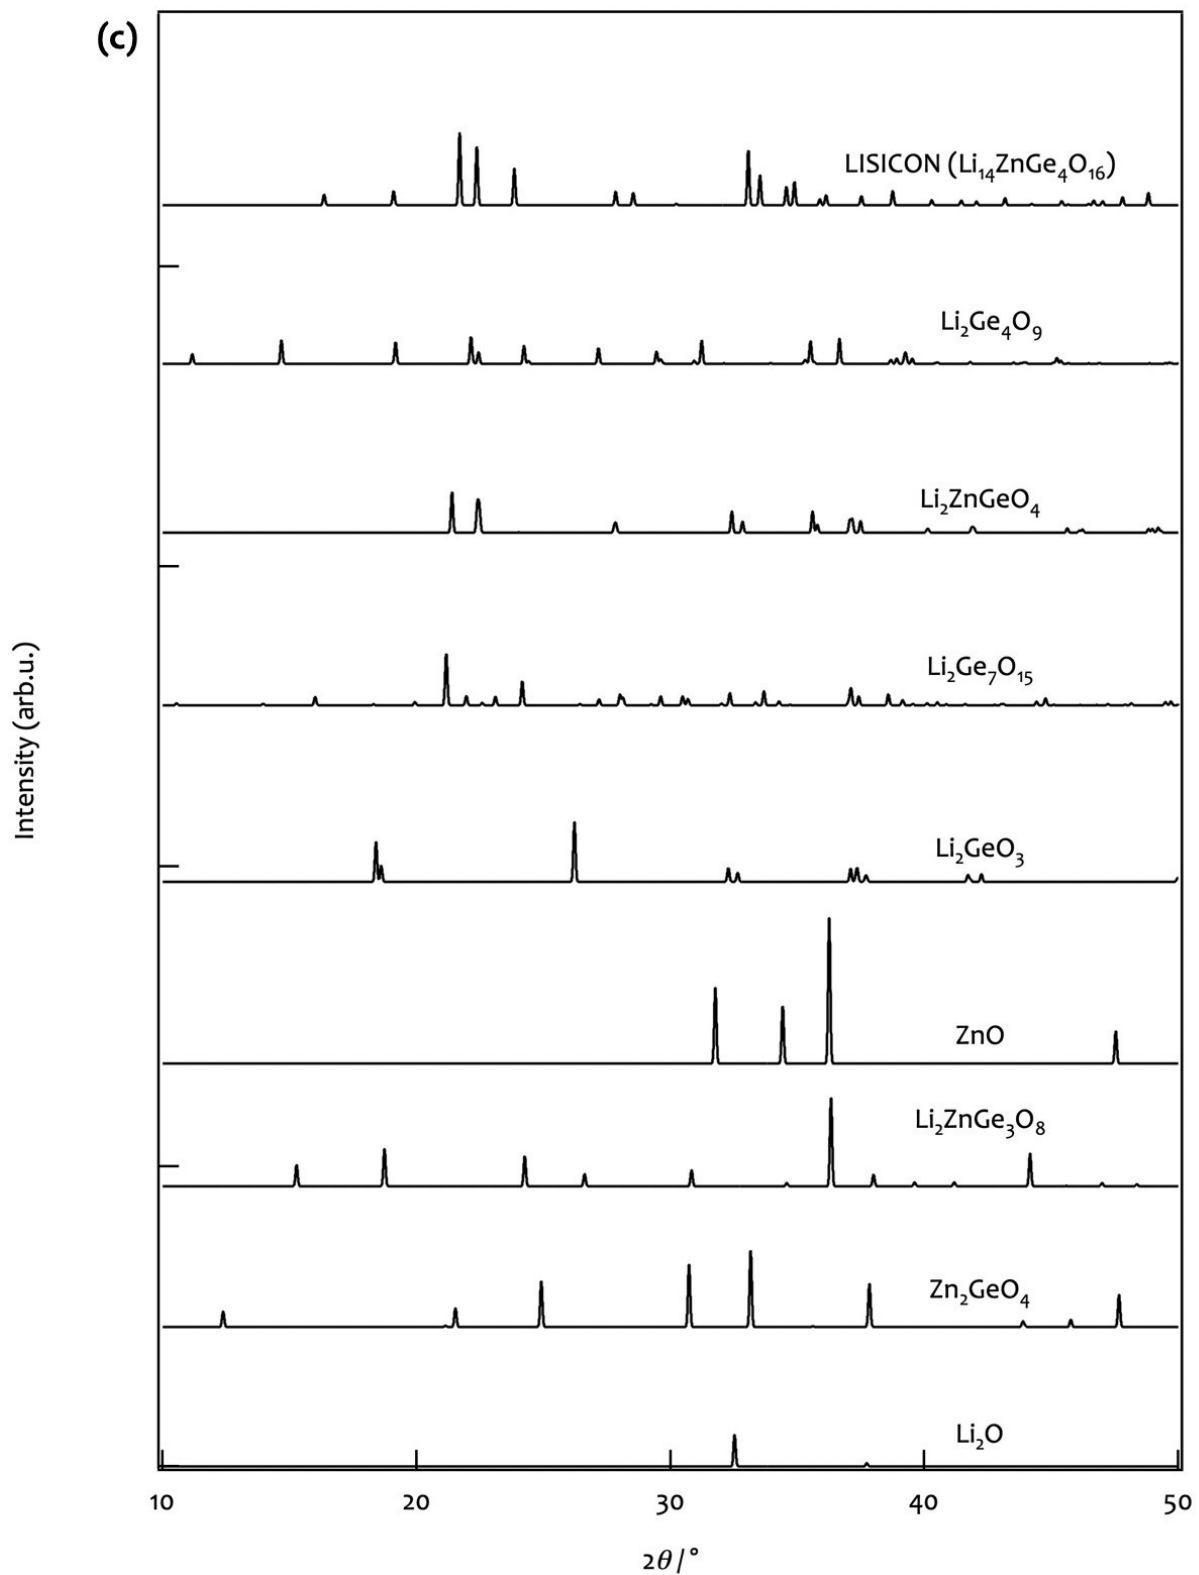 (c)
LISICON (Li₁₄ZnGe₄O₁₆)
Li₂Ge₄O₉
Li₂ZnGeO₄
Li₂Ge₇O₁₅
Li₂GeO₃
ZnO
Li₂ZnGe₃O₈
Zn₂GeO₄
Li₂O
Intensity (arb.u.)
10 20 30 40 50
2θ/°